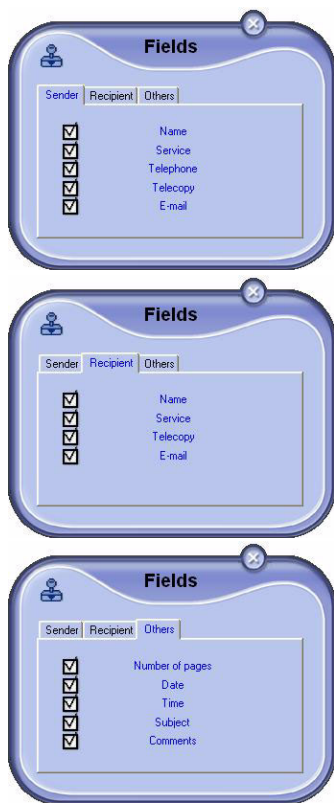 Fields
Sender Recipient Others
Name
Service
Telephone
Telecopy
E-mail
Fields
Sender Recipient Others
Name
Service
Telecopy
E-mail
Fields
Sender Recipient Others
Number of pages
Date
Time
Subject
Comments